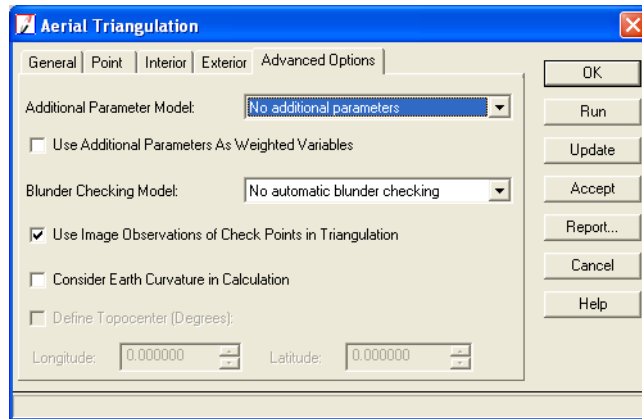 Aerial Triangulation
General Point Interior Exterior Advanced Options
Additional Parameter Model: No additional parameters
Use Additional Parameters As Weighted Variables
Blunder Checking Model: No automatic blunder checking
Use Image Observations of Check Points in Triangulation
Consider Earth Curvature in Calculation
Define Topocenter (Degrees):
Longitude: 0.000000 Latitude: 0.000000
OK
Run
Update
Accept
Report...
Cancel
Help